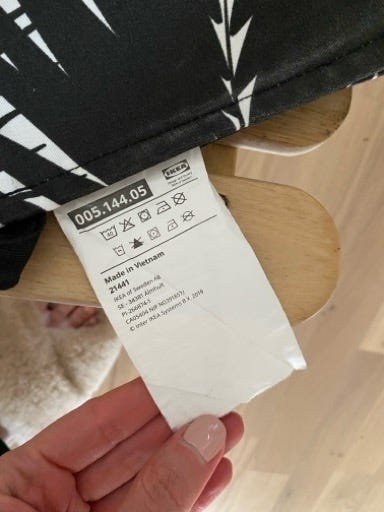 IKEA
005.144.05
Made in Vietnam
21441
IKEA of Sweden AB
SE - 34381 Älmhult
© Inter IKEA Systems B.V. 2019